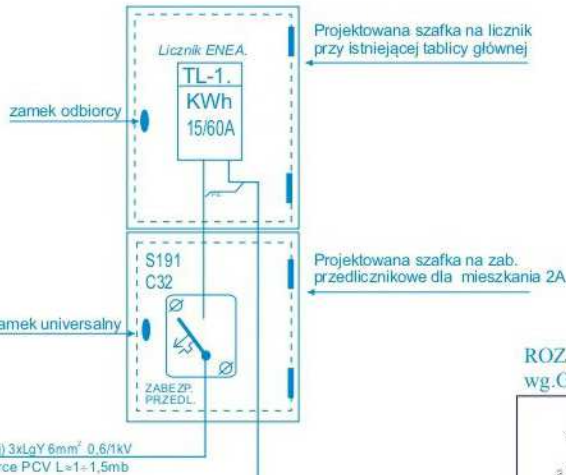 Projektowana szafka na licznik
przy istniejącej tablicy głównej
Licznik ENEA.
TL-1.
KWh
15/60A
zamek odbiorcy
S191
C32
Projektowana szafka na zab.
przedlicznikowe dla mieszkania 2A
amek uniwersalny
ZABEZP.
PRZEDL.
) 3xLgY 6mm² 0,6/1kV
rce PCV L≈1÷1,5mb
ROZ
wg.G